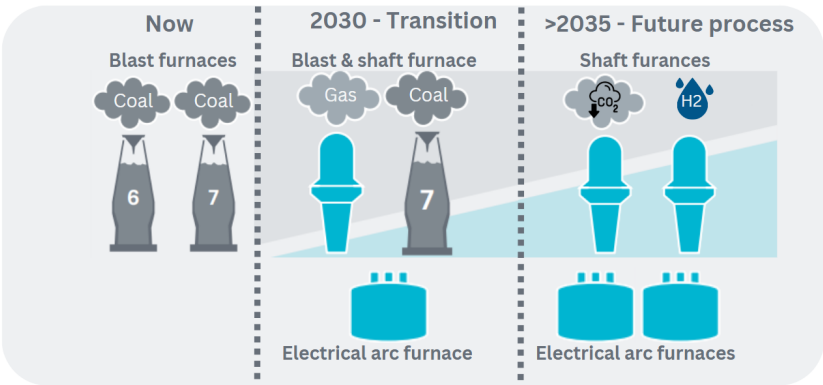 Now
2030 - Transition
>2035 - Future process
Blast furnaces
Blast & shaft furnace
Shaft furances
Coal
Coal
Gas
Coal
CO2
H2
6
7
7
Electrical arc furnace
Electrical arc furnaces